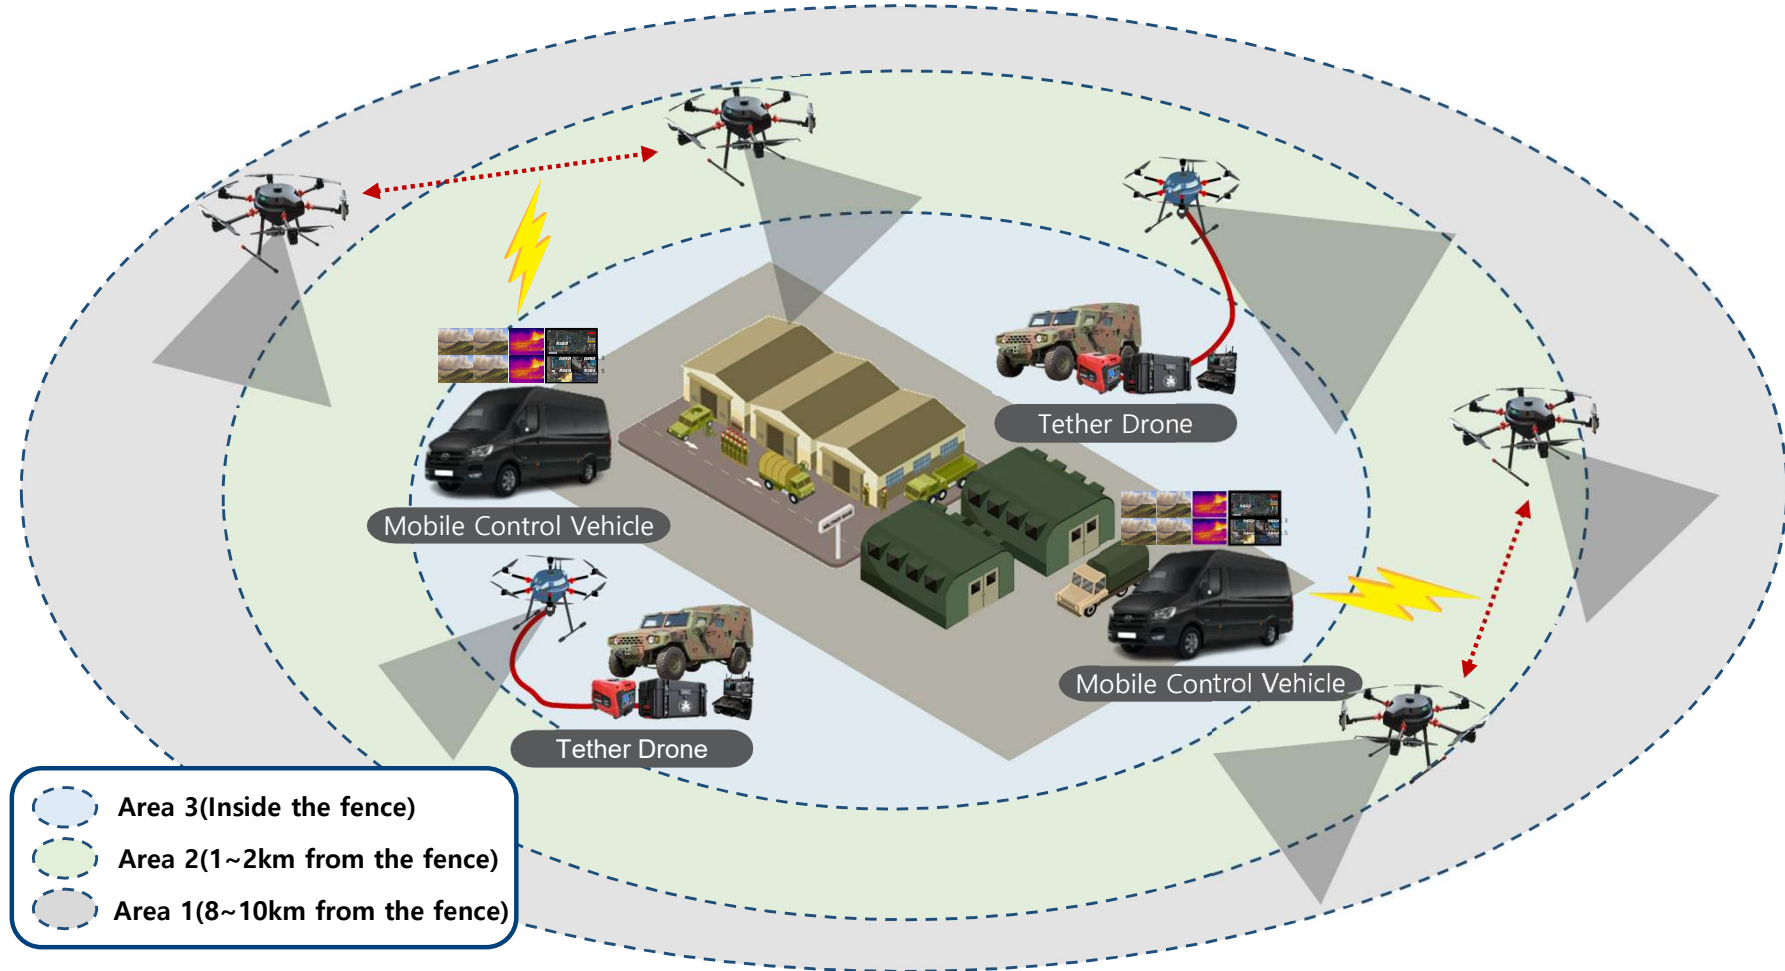 Tether Drone
Mobile Control Vehicle
Mobile Control Vehicle
Tether Drone
Area 3(Inside the fence)
Area 2(1~2km from the fence)
Area 1(8~10km from the fence)